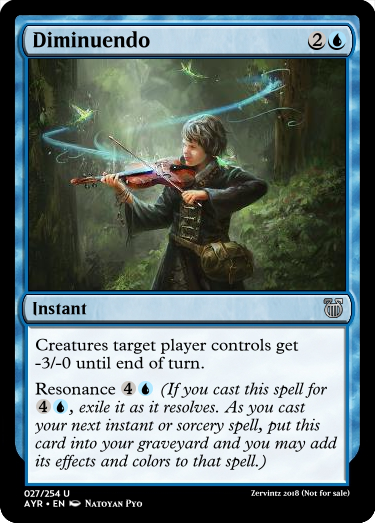 Diminuendo 2
Instant
Creatures target player controls get
-3/-0 until end of turn.
Resonance 4 (If you cast this spell for
4 , exile it as it resolves. As you cast
your next instant or sorcery spell, put this
card into your graveyard and you may add
its effects and colors to that spell.)
027/254 U
AYR • EN Natoyan Pyo
Zervintz 2018 (Not for sale)